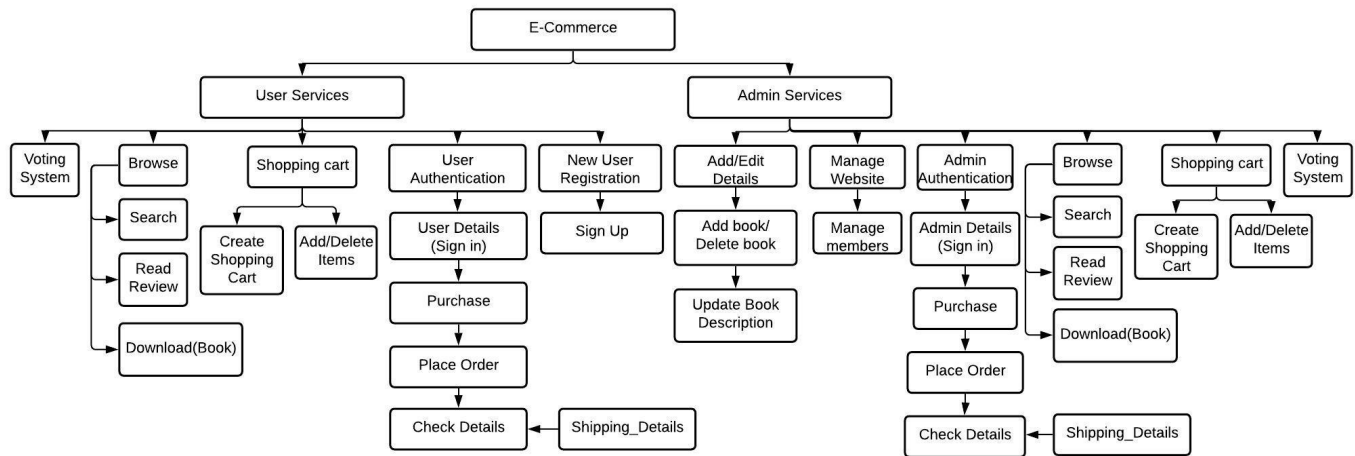 E-Commerce
User Services
Admin Services
Voting
System
Browse
Shopping cart
User
Authentication
New User
Registration
Add/Edit
Details
Manage
Website
Admin
Authentication
Browse
Shopping cart
Voting
System
Search
Create
Shopping
Cart
Add/Delete
Items
User Details
(Sign in)
Sign Up
Add book/
Delete book
Manage
members
Admin Details
(Sign in)
Search
Create
Shopping
Cart
Add/Delete
Items
Read
Review
Purchase
Update Book
Description
Purchase
Read
Review
Download(Book)
Place Order
Place Order
Download(Book)
Check Details
Shipping_Details
Check Details
Shipping_Details